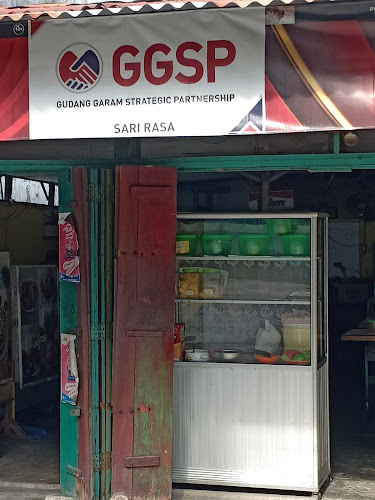 GGSP
GUDANG GARAM STRATEGIC PARTNERSHIP
SARI RASA